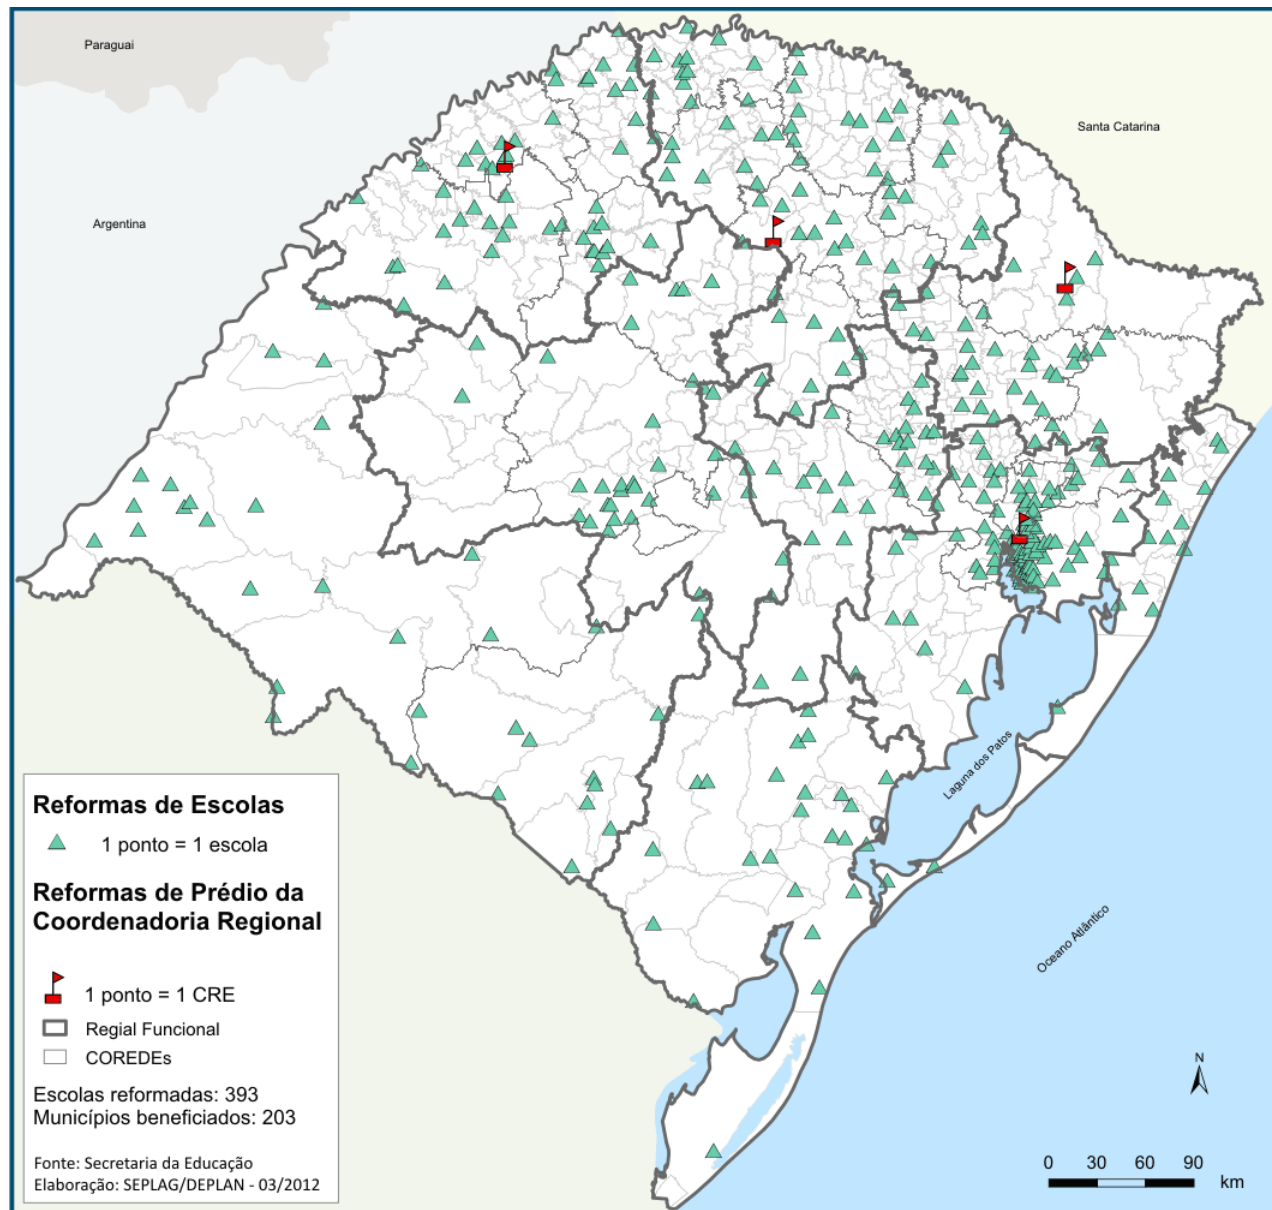 Paraguai
Santa Catarina
Argentina
Laguna dos Patos
Oceano Atlântico
Reformas de Escolas
1 ponto = 1 escola
Reformas de Prédio da
Coordenadoria Regional
1 ponto = 1 CRE
Regial Funcional
COREDEs
Escolas reformadas: 393
Municípios beneficiados: 203
Fonte: Secretaria da Educação
Elaboração: SEPLAG/DEPLAN - 03/2012
N
0 30 60 90
km